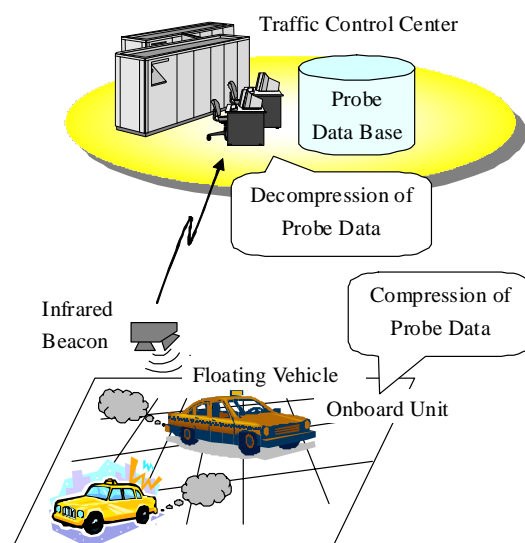 Traffic Control Center
Probe
Data Base
Decompression of
Probe Data
Infrared
Beacon
Compression of
Probe Data
Floating Vehicle
Onboard Unit